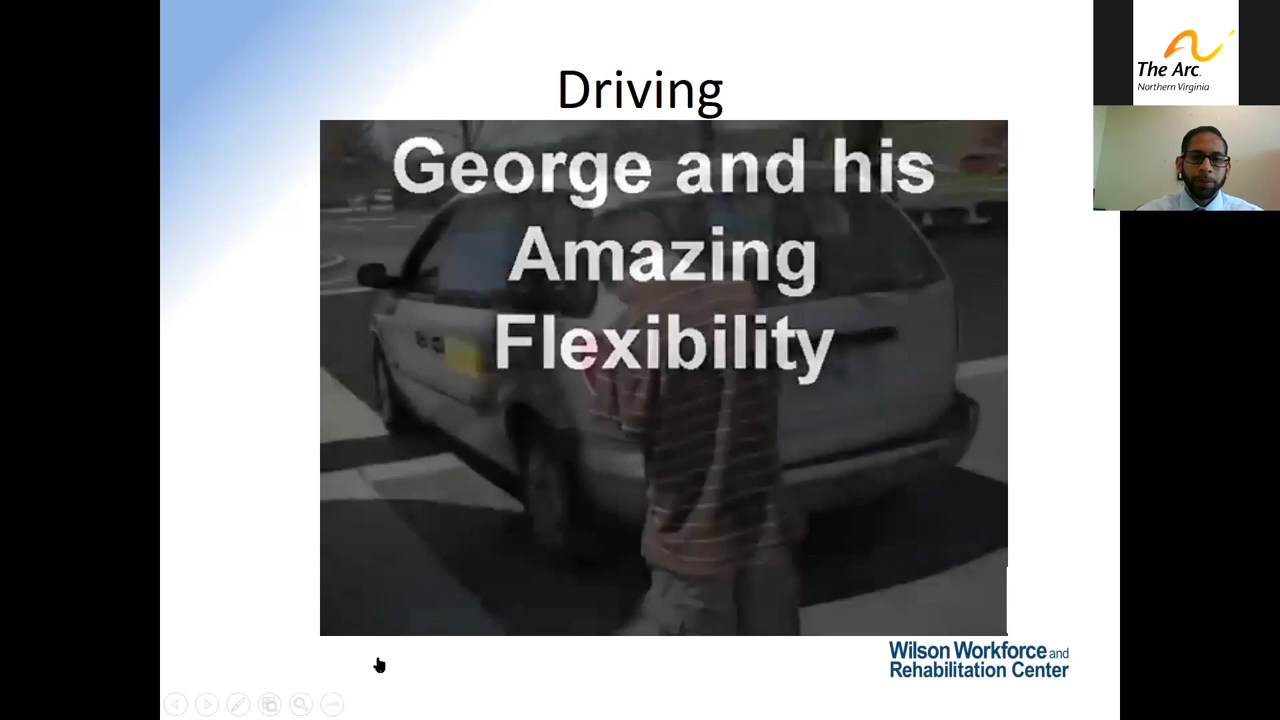 Driving
George and his
Amazing
Flexibility
Wilson Workforce and
Rehabilitation Center
The Arc.
Northern Virginia